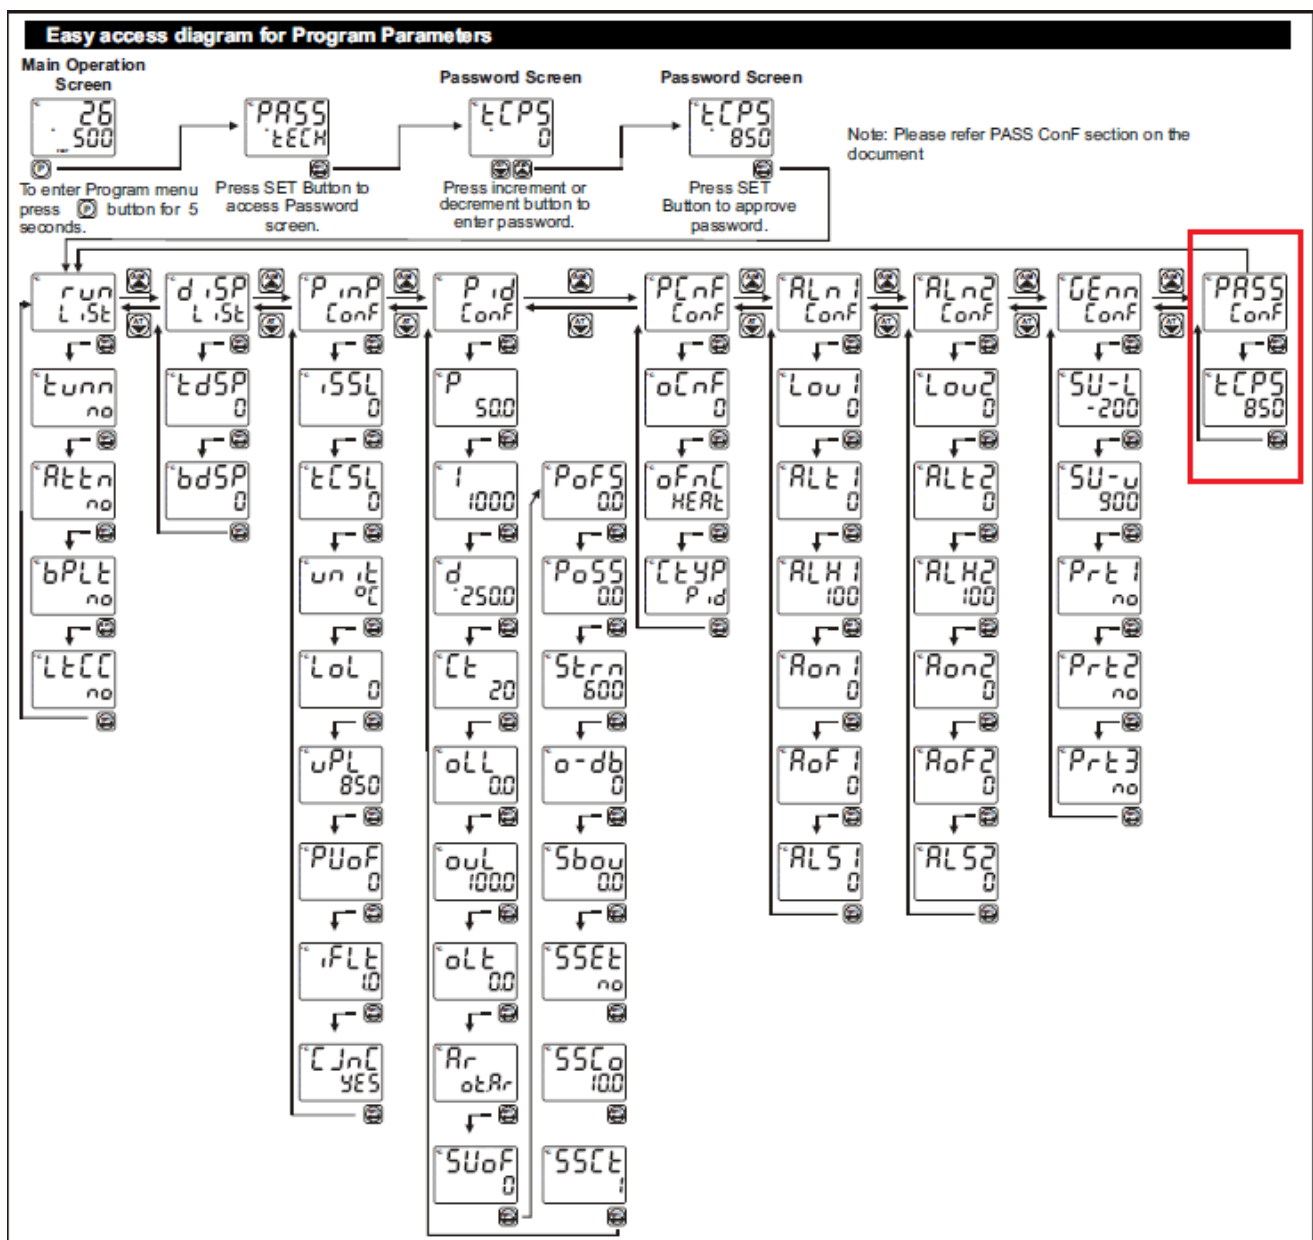 Easy access diagram for Program Parameters
Main Operation
Screen
26
500
PASS
tECH
Password Screen
tCPS
0
Password Screen
tCPS
850
Note: Please refer PASS ConF section on the
document
To enter Program menu
press P button for 5
seconds.
Press SET Button to
access Password
screen.
Press increment or
decrement button to
enter password.
Press SET
Button to approve
password.
run
LiSt
tunn
no
Attn
no
bPLt
no
LtCC
no
diSP
LiSt
tdSP
0
bdSP
0
PinP
ConF
iSSL
0
tCSL
0
unit
°C
LoL
0
uPL
850
PUoF
0
iFLt
1.0
CJnC
YES
Pid
ConF
P
50.0
I
1000
d
250.0
Ct
20
oLL
0.0
ouL
100.0
oLt
0.0
Ar
ot.Ar
SUoF
0
PoFS
0.0
PoSS
0.0
Strn
600
o-db
0
Sbou
0.0
SSEt
no
SSCo
10.0
SSCt
1
PCnF
ConF
oCnF
0
oFnC
HEAt
CtYP
Pid
ALn1
ConF
Lou1
0
ALt1
0
ALH1
100
Aon1
0
AoF1
0
ALS1
0
ALn2
ConF
Lou2
0
ALt2
0
ALH2
100
Aon2
0
AoF2
0
ALS2
0
GEnn
ConF
SU-L
-200
SU-u
900
Prt1
no
Prt2
no
Prt3
no
PASS
ConF
tCPS
850